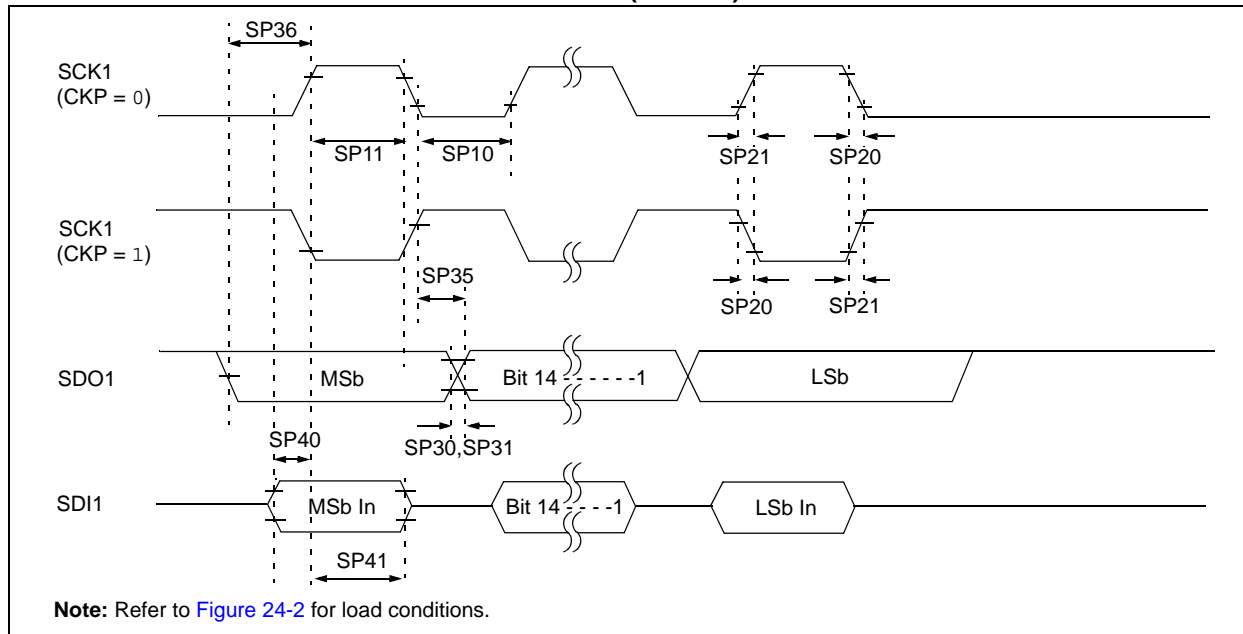 SP36
SCK1
(CKP = 0)
SP11
SP10
SP21
SP20
SCK1
(CKP = 1)
SP35
SP20
SP21
SDO1
MSb
Bit 14 - - - - - -1
LSb
SP40
SP30,SP31
SDI1
MSb In
Bit 14 - - - -1
LSb In
SP41
Note: Refer to Figure 24-2 for load conditions.